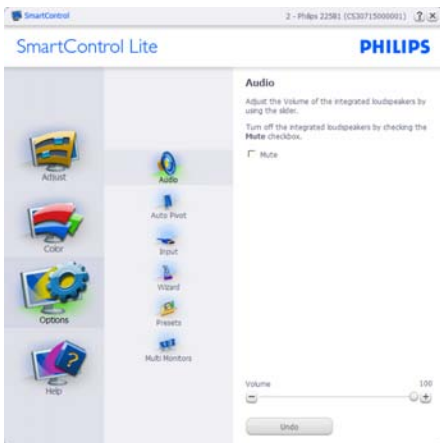 SmartControl
2 - Philips 225B1 (CS30715000001)
SmartControl Lite
PHILIPS
Adjust
Color
Options
Help
Audio
Auto Pivot
Input
Wizard
Presets
Multi Monitors
Audio
Adjust the Volume of the integrated loudspeakers by
using the slider.
Turn off the integrated loudspeakers by checking the
Mute checkbox.
Mute
Volume
100
Undo